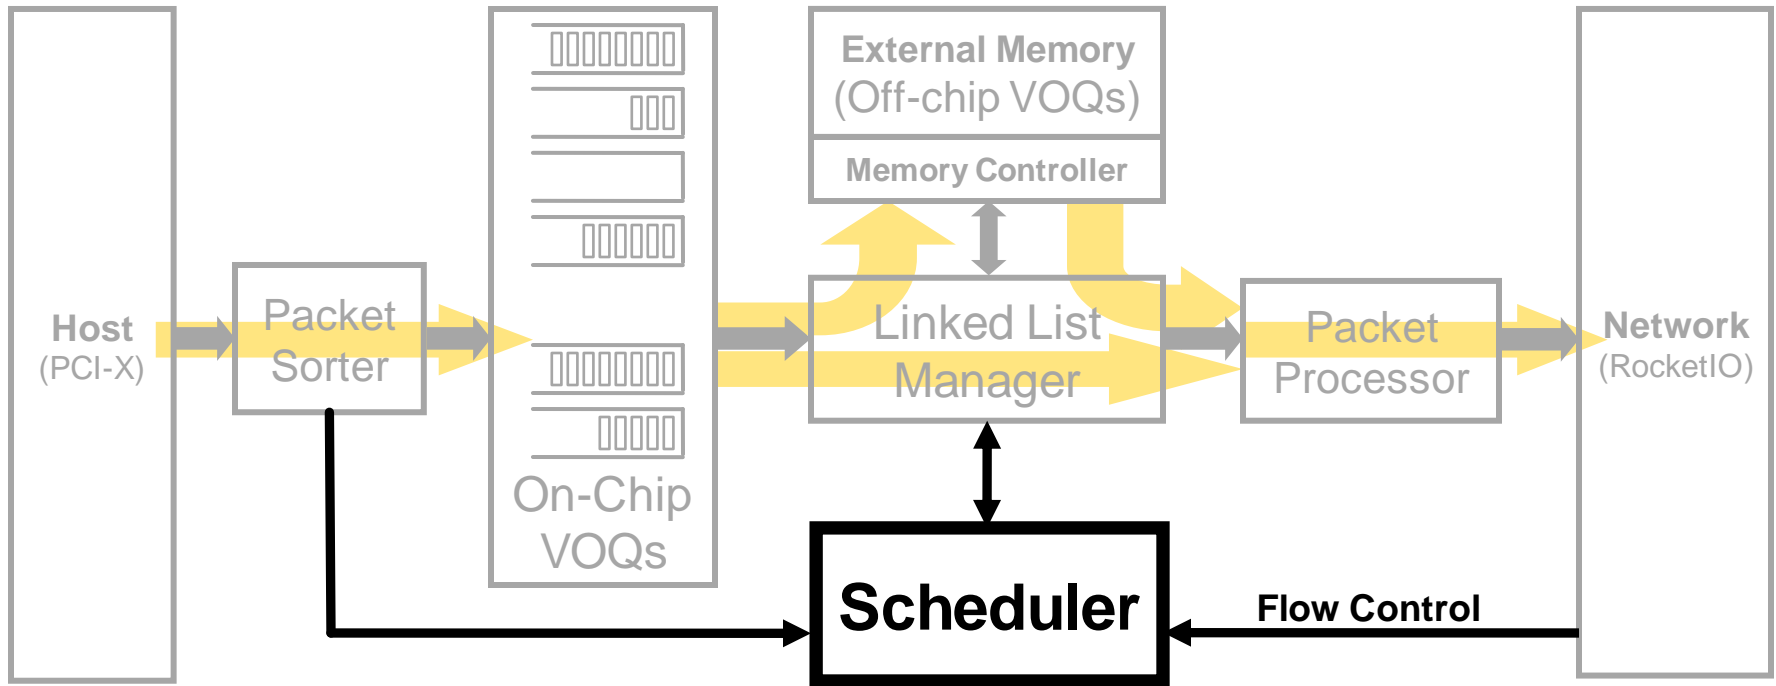 Host
(PCI-X)
Packet
Sorter
On-Chip
VOQs
External Memory
(Off-chip VOQs)
Memory Controller
Linked List
Manager
Scheduler
Flow Control
Packet
Processor
Network
(RocketIO)